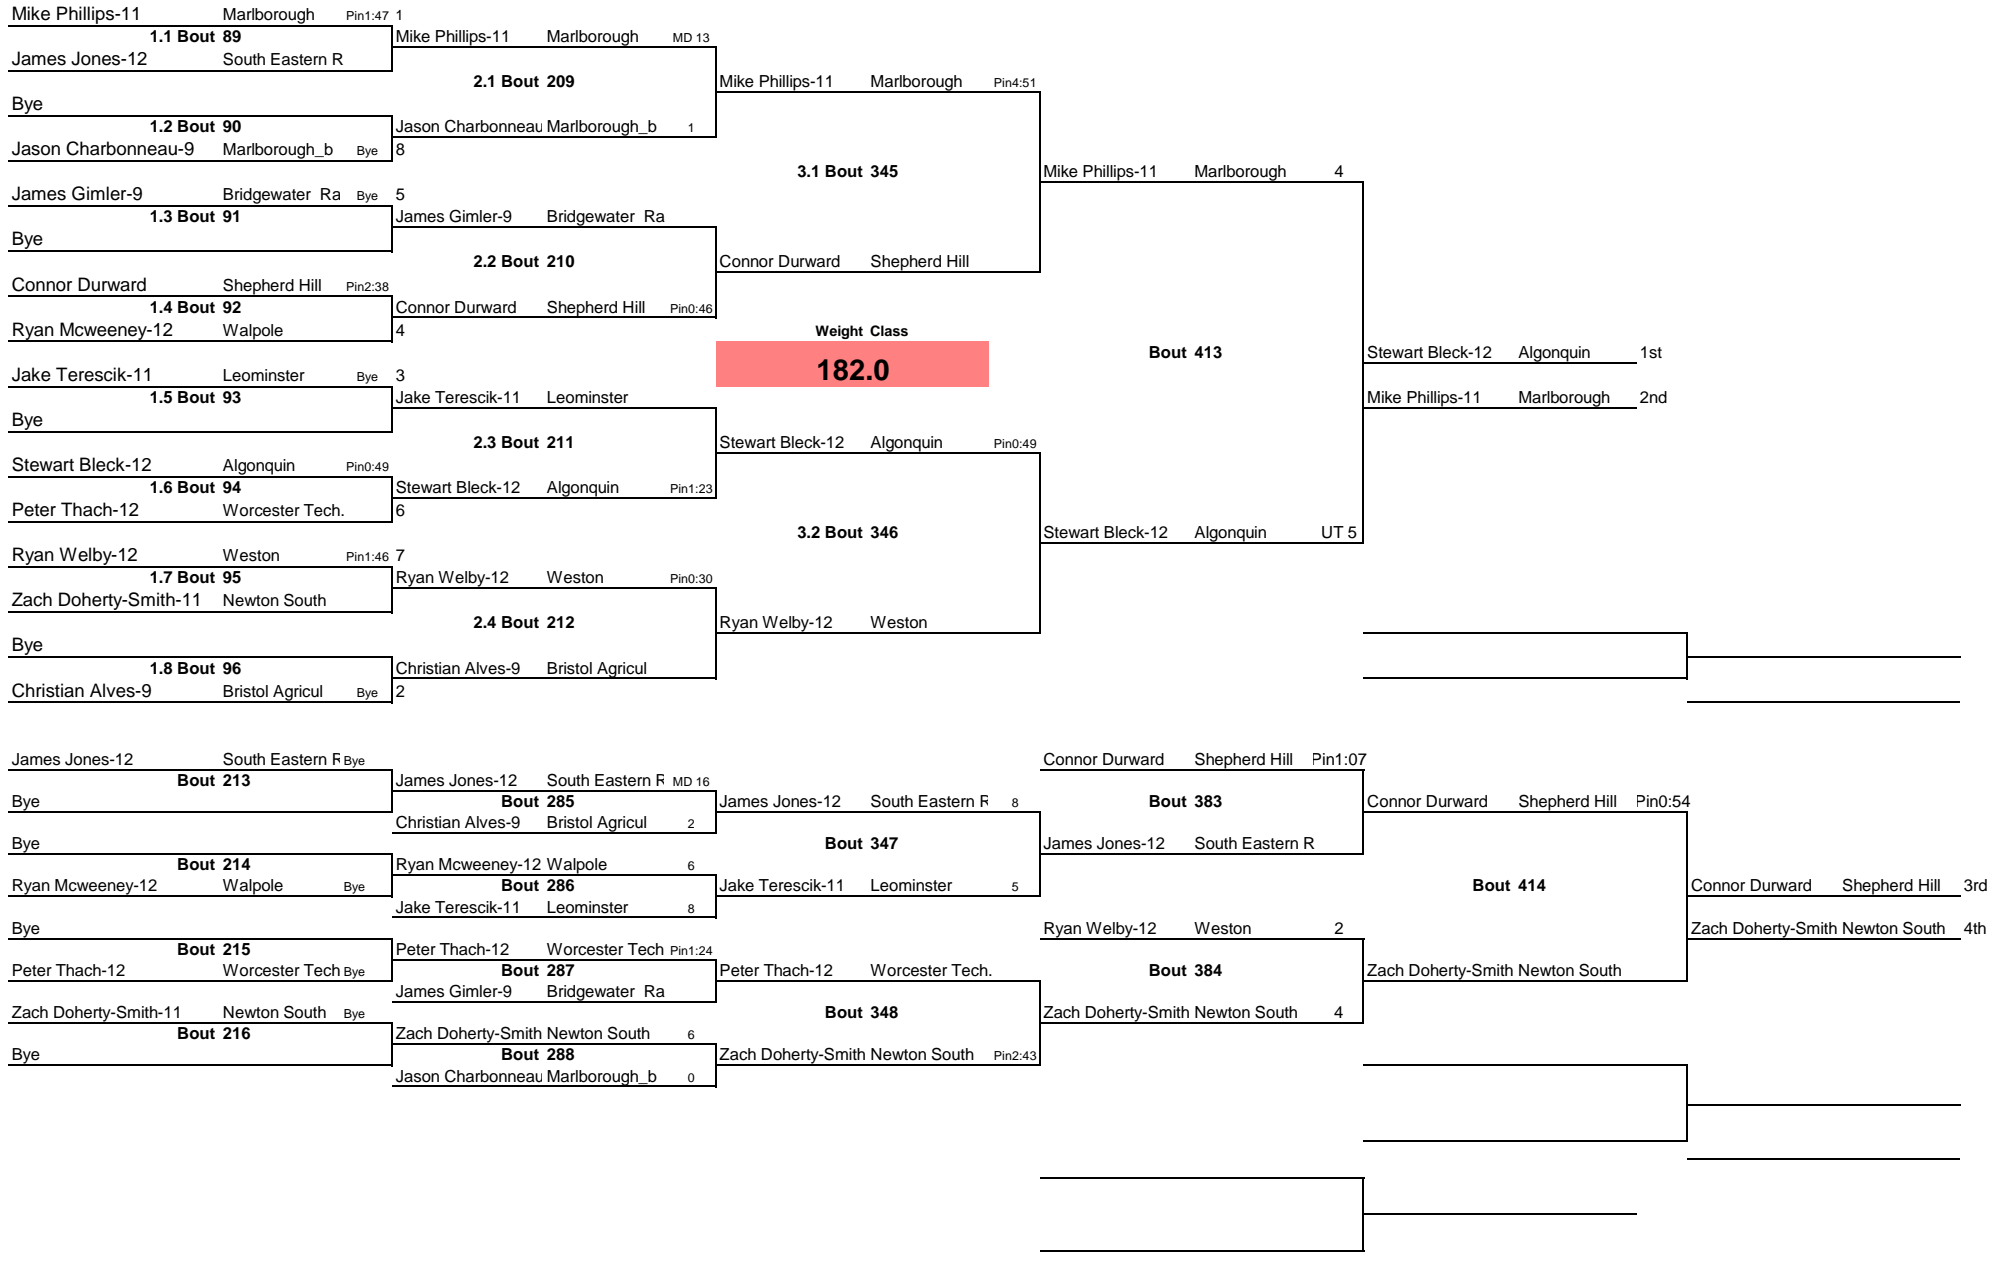 Mike Phillips-11 Marlborough Pin1:47 1
1.1 Bout 89 Mike Phillips-11 Marlborough MD 13
James Jones-12 South Eastern R
2.1 Bout 209 Mike Phillips-11 Marlborough Pin4:51
Bye
1.2 Bout 90 Jason Charbonneau Marlborough_b 1
Jason Charbonneau-9 Marlborough_b Bye 8
3.1 Bout 345 Mike Phillips-11 Marlborough 4
James Gimler-9 Bridgewater Ra Bye 5
1.3 Bout 91 James Gimler-9 Bridgewater Ra
Bye
2.2 Bout 210 Connor Durward Shepherd Hill
Connor Durward Shepherd Hill Pin2:38
1.4 Bout 92 Connor Durward Shepherd Hill Pin0:46
Ryan Mcweeney-12 Walpole 4 Weight Class
Bout 413 Stewart Bleck-12 Algonquin 1st
Jake Terescik-11 Leominster Bye 3 182.0
1.5 Bout 93 Jake Terescik-11 Leominster Mike Phillips-11 Marlborough 2nd
Bye
2.3 Bout 211 Stewart Bleck-12 Algonquin Pin0:49
Stewart Bleck-12 Algonquin Pin0:49
1.6 Bout 94 Stewart Bleck-12 Algonquin Pin1:23
Peter Thach-12 Worcester Tech. 6
3.2 Bout 346 Stewart Bleck-12 Algonquin UT 5
Ryan Welby-12 Weston Pin1:46 7
1.7 Bout 95 Ryan Welby-12 Weston Pin0:30
Zach Doherty-Smith-11 Newton South
2.4 Bout 212 Ryan Welby-12 Weston
Bye
1.8 Bout 96 Christian Alves-9 Bristol Agricul
Christian Alves-9 Bristol Agricul Bye 2
James Jones-12 South Eastern R Bye Connor Durward Shepherd Hill Pin1:07
Bout 213 James Jones-12 South Eastern R MD 16
Bye Bout 285 James Jones-12 South Eastern R 8 Bout 383 Connor Durward Shepherd Hill Pin0:54
Christian Alves-9 Bristol Agricul 2
Bye Bout 347 James Jones-12 South Eastern R
Bout 214 Ryan Mcweeney-12 Walpole 6
Ryan Mcweeney-12 Walpole Bye Bout 286 Jake Terescik-11 Leominster 5 Bout 414 Connor Durward Shepherd Hill 3rd
Jake Terescik-11 Leominster 8
Bye Ryan Welby-12 Weston 2 Zach Doherty-Smith Newton South 4th
Bout 215 Peter Thach-12 Worcester Tech Pin1:24
Peter Thach-12 Worcester Tech Bye Bout 287 Peter Thach-12 Worcester Tech. Bout 384 Zach Doherty-Smith Newton South
James Gimler-9 Bridgewater Ra
Zach Doherty-Smith-11 Newton South Bye Bout 348 Zach Doherty-Smith Newton South 4
Bout 216 Zach Doherty-Smith Newton South 6
Bye Bout 288 Zach Doherty-Smith Newton South Pin2:43
Jason Charbonneau Marlborough_b 0